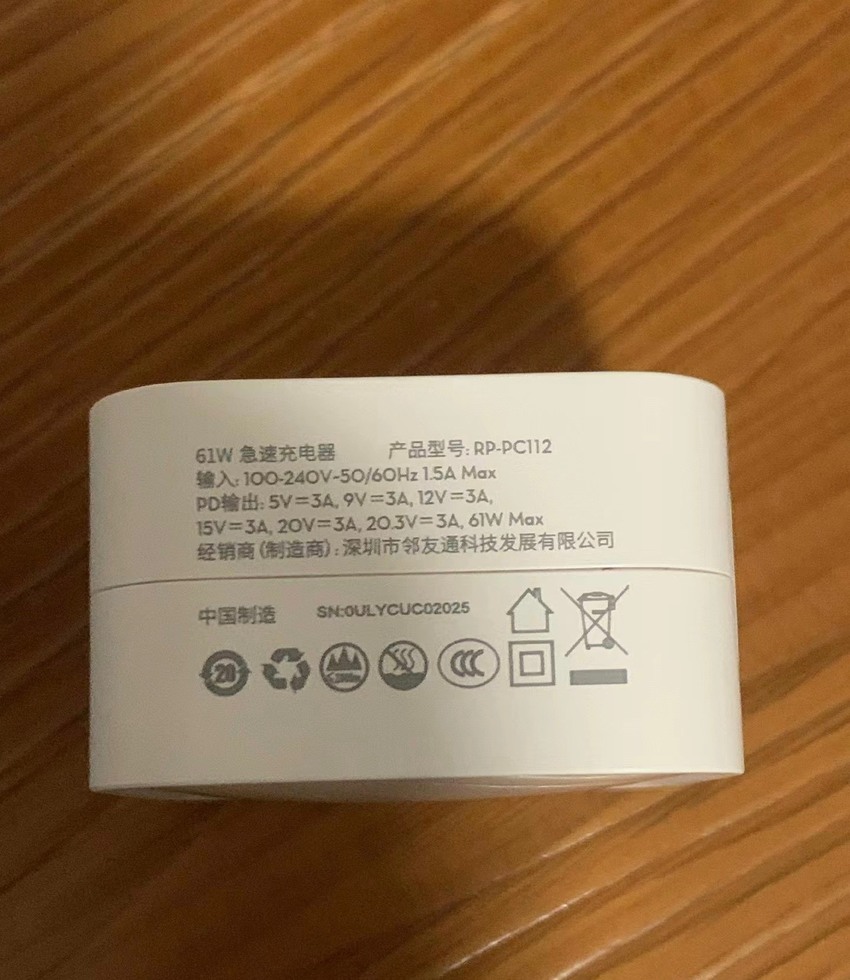 61W 急速充电器 产品型号: RP-PC112
输入: 100-240V~50/60Hz 1.5A Max
PD输出: 5V=3A, 9V=3A, 12V=3A,
15V=3A, 20V=3A, 20.3V=3A, 61W Max
经销商 (制造商) : 深圳市邻友通科技发展有限公司
中国制造 SN:0ULYCUC02025
20 CCC